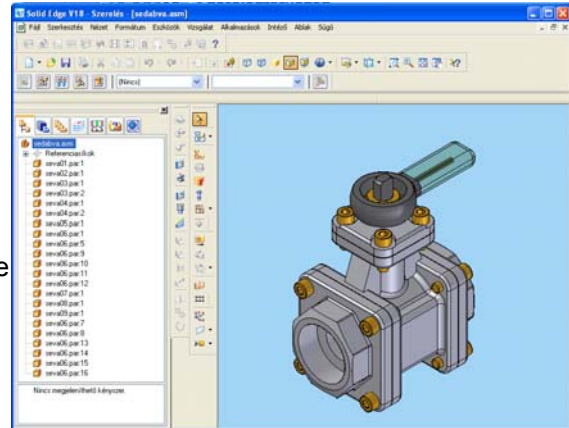 Solid Edge V18 - Szerelés - [sedabva.asm]
Fájl Szerkesztés Nézet Formátum Eszközök Vizsgálat Alkalmazások Intéző Ablak Súgó
(Nincs)
sedabva.asm
Referenciasíkok
seva01.par:1
seva02.par:1
seva03.par:1
seva03.par:2
seva04.par:1
seva04.par:2
seva05.par:1
seva06.par:1
seva06.par:5
seva06.par:9
e
seva06.par:10
seva06.par:11
seva06.par:12
seva07.par:1
seva08.par:1
seva09.par:1
seva06.par:7
seva06.par:8
seva06.par:13
seva06.par:14
seva06.par:15
seva06.par:16
Nincs megjeleníthető kényszer.